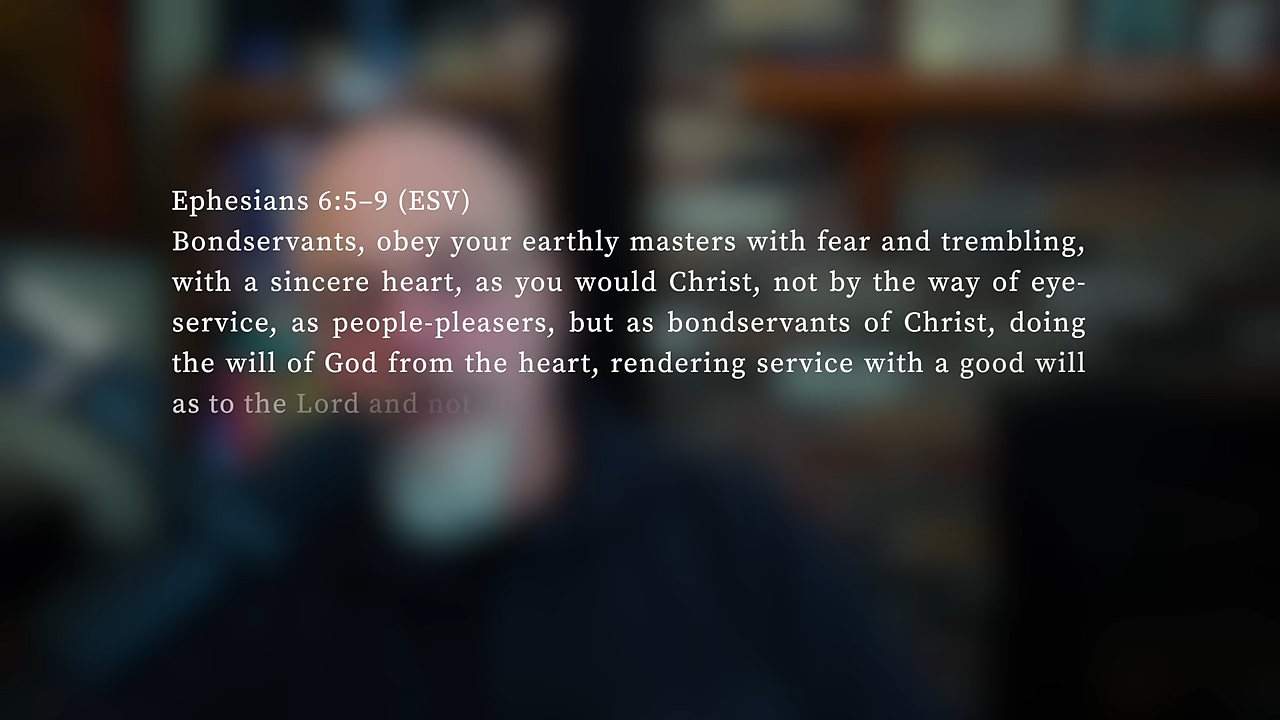 Ephesians 6:5–9 (ESV)
Bondservants, obey your earthly masters with fear and trembling,
with a sincere heart, as you would Christ, not by the way of eye-
service, as people-pleasers, but as bondservants of Christ, doing
the will of God from the heart, rendering service with a good will
as to the Lord and not